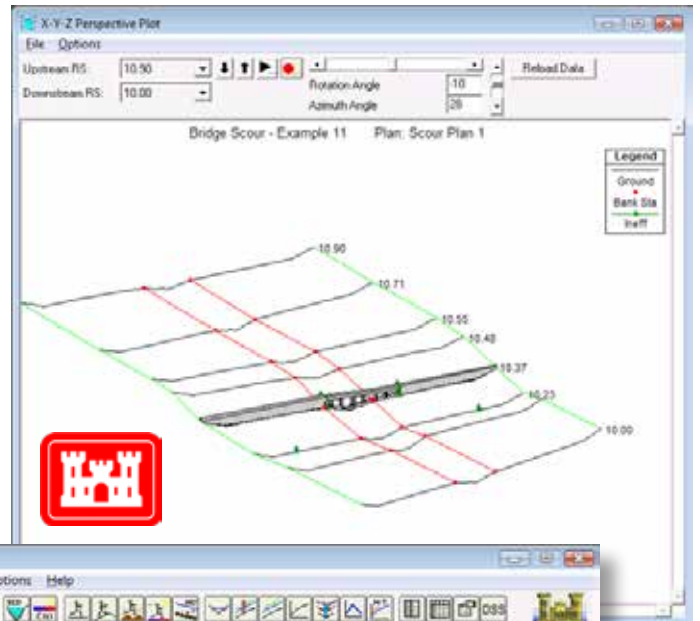 X-Y-Z Perspective Plot
File Options
Upstream RS: 10.90
Reload Data
Rotation Angle -10
Downstream RS: 10.00
Azimuth Angle 28
Bridge Scour - Example 11 Plan: Scour Plan 1
Legend
Ground
Bank Sta
Ineff
10.90
10.71
10.55
10.48
10.37
10.23
10.00
Options Help
DSS